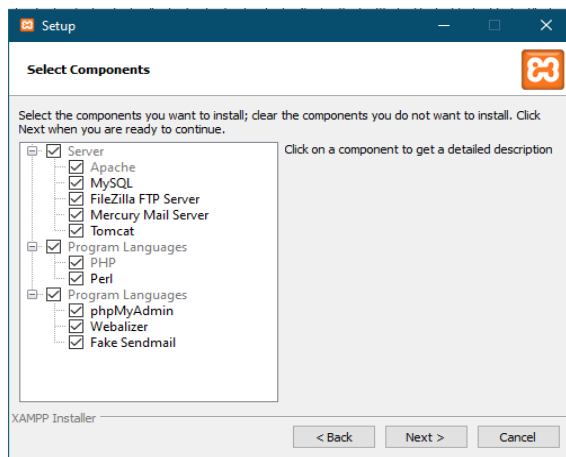 Setup
Select Components
Select the components you want to install; clear the components you do not want to install. Click
Next when you are ready to continue.
Server
Apache
MySQL
FileZilla FTP Server
Mercury Mail Server
Tomcat
Program Languages
PHP
Perl
Program Languages
phpMyAdmin
Webalizer
Fake Sendmail
Click on a component to get a detailed description
XAMPP Installer
< Back
Next >
Cancel